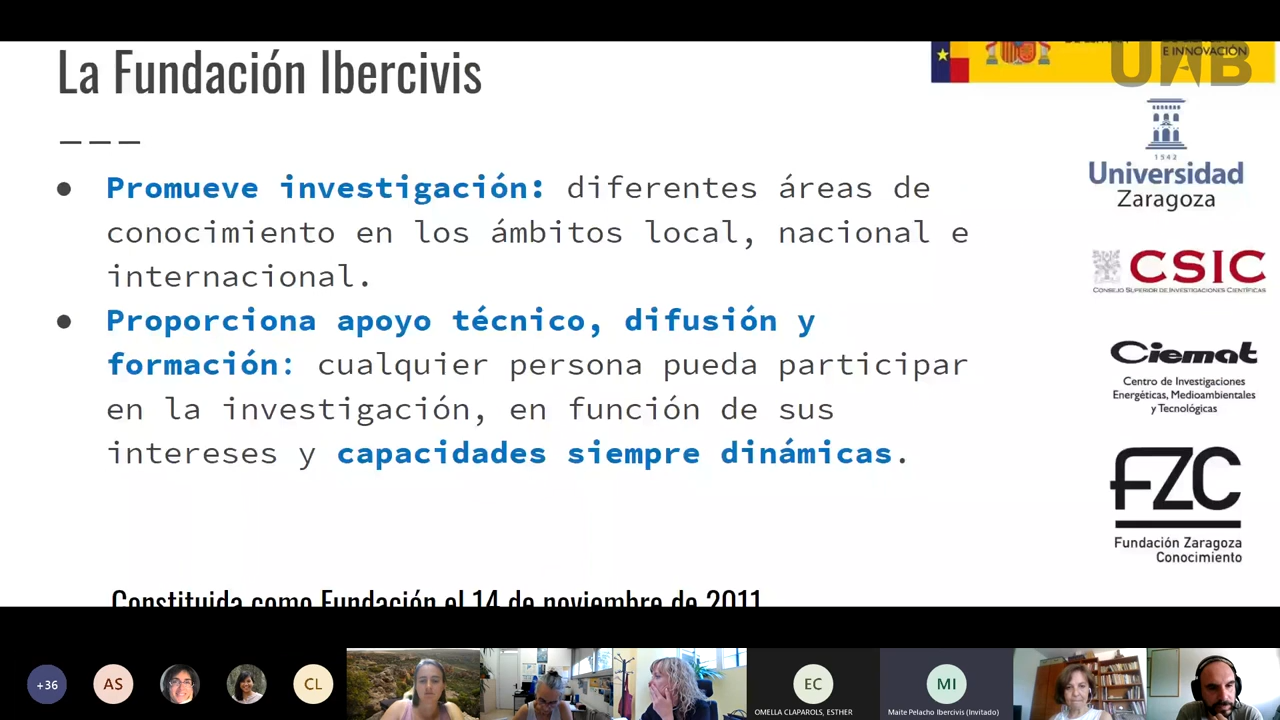 La Fundación Ibercivis
E INNOVACIÓN
UAB
● Promueve investigación: diferentes áreas de
conocimiento en los ámbitos local, nacional e
internacional.
● Proporciona apoyo técnico, difusión y
formación: cualquier persona pueda participar
en la investigación, en función de sus
intereses y capacidades siempre dinámicas.
Constituida como Fundación el 14 de noviembre de 2011
1542
Universidad
Zaragoza
CSIC
CONSEJO SUPERIOR DE INVESTIGACIONES CIENTÍFICAS
Ciemat
Centro de Investigaciones
Energéticas, Medioambientales
y Tecnológicas
FZC
Fundación Zaragoza
Conocimiento
+36
AS
CL
EC
OMELLA CLAPAROLS, ESTHER
MI
Maite Pelacho Ibercivis (Invitado)